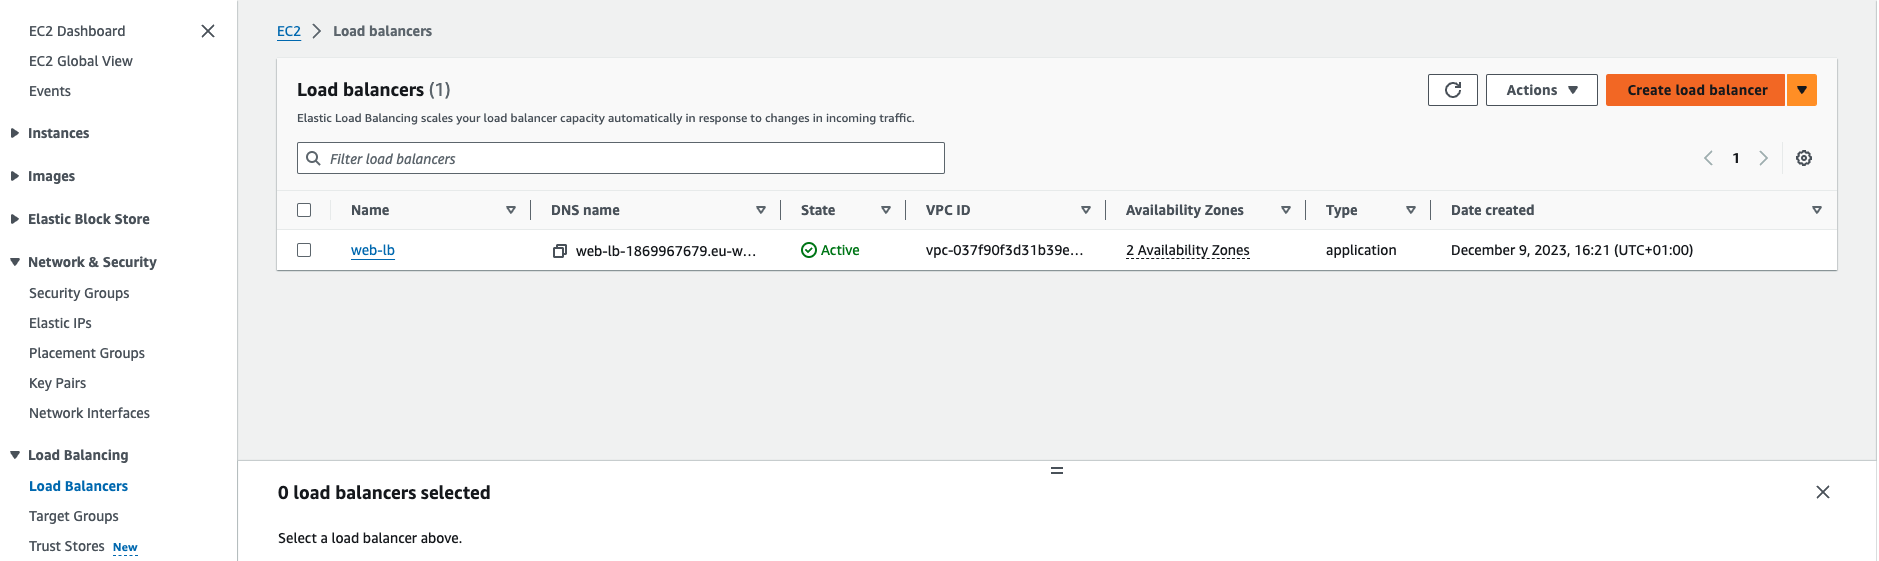 EC2 Dashboard
EC2 Global View
Events
Instances
Images
Elastic Block Store
Network & Security
Security Groups
Elastic IPs
Placement Groups
Key Pairs
Network Interfaces
Load Balancing
Load Balancers
Target Groups
Trust Stores New
EC2 Load balancers
Load balancers (1)
Actions
Create load balancer
Elastic Load Balancing scales your load balancer capacity automatically in response to changes in incoming traffic.
Filter load balancers
1
Name DNS name State VPC ID Availability Zones Type Date created
web-lb web-lb-1869967679.eu-w... Active vpc-037f90f3d31b39e... 2 Availability Zones application December 9, 2023, 16:21 (UTC+01:00)
0 load balancers selected
Select a load balancer above.